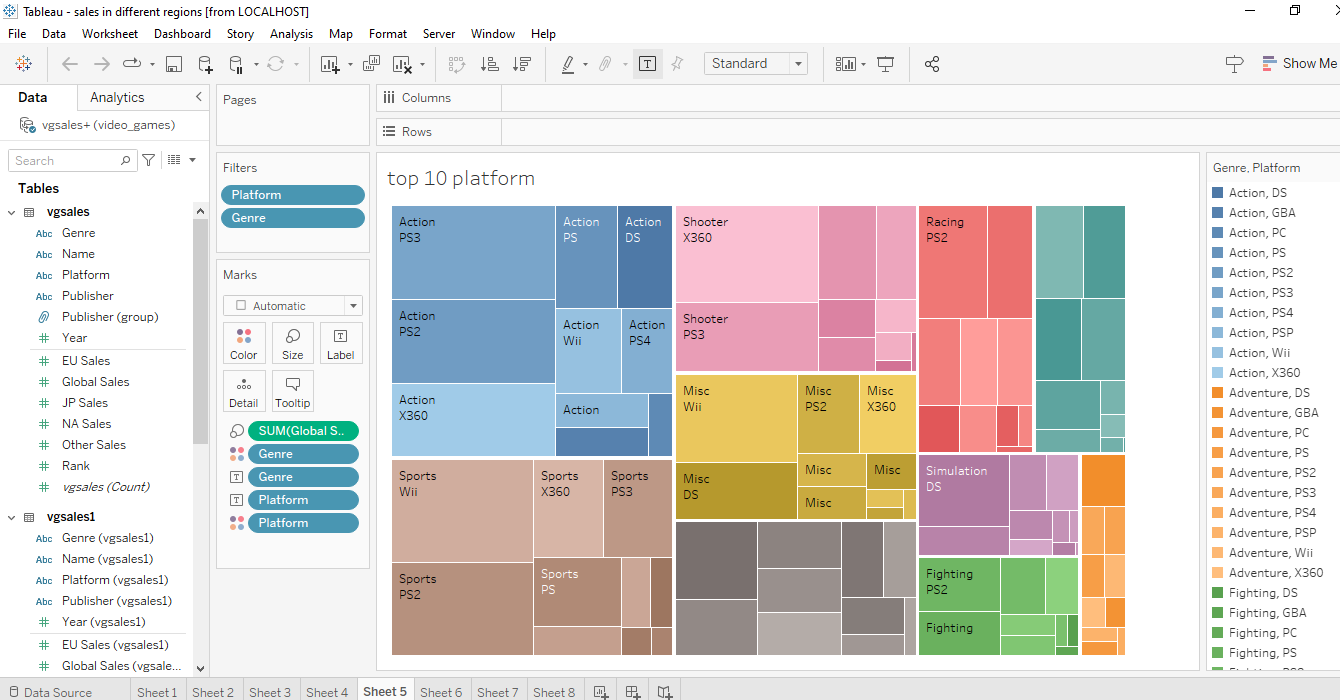 Tableau - sales in different regions [from LOCALHOST]
File Data Worksheet Dashboard Story Analysis Map Format Server Window Help
Standard
Show Me
Data Analytics
vgsales+ (video_games)
Search
Tables
vgsales
Abc Genre
Abc Name
Abc Platform
Abc Publisher
Publisher (group)
# Year
# EU Sales
# Global Sales
# JP Sales
# NA Sales
# Other Sales
# Rank
# vgsales (Count)
vgsales1
Abc Genre (vgsales1)
Abc Name (vgsales1)
Abc Platform (vgsales1)
Abc Publisher (vgsales1)
Abc Year (vgsales1)
# EU Sales (vgsales1)
# Global Sales (vgsale...
Pages
Filters
Platform
Genre
Marks
Automatic
Color Size Label
Detail Tooltip
SUM(Global S..
Genre
Genre
Platform
Platform
Columns
Rows
top 10 platform
Action
PS3
Action
PS
Action
DS
Action
PS2
Action
Wii
Action
PS4
Action
X360
Action
Sports
Wii
Sports
X360
Sports
PS3
Sports
PS2
Sports
PS
Shooter
X360
Shooter
PS3
Misc
Wii
Misc
PS2
Misc
X360
Misc
DS
Misc
Misc
Misc
Racing
PS2
Simulation
DS
Fighting
PS2
Fighting
Genre, Platform
Action, DS
Action, GBA
Action, PC
Action, PS
Action, PS2
Action, PS3
Action, PS4
Action, PSP
Action, Wii
Action, X360
Adventure, DS
Adventure, GBA
Adventure, PC
Adventure, PS
Adventure, PS2
Adventure, PS3
Adventure, PS4
Adventure, PSP
Adventure, Wii
Adventure, X360
Fighting, DS
Fighting, GBA
Fighting, PC
Fighting, PS
Data Source Sheet 1 Sheet 2 Sheet 3 Sheet 4 Sheet 5 Sheet 6 Sheet 7 Sheet 8